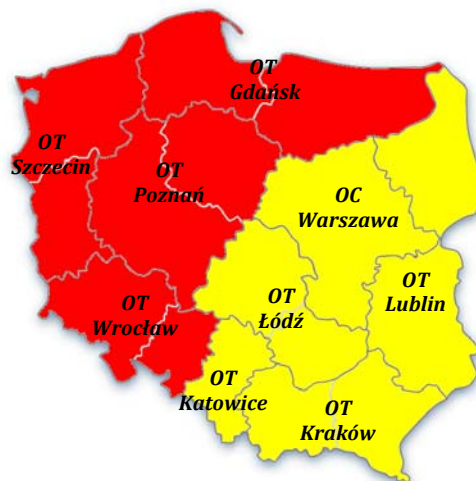 OT
Gdańsk
OT
Szczecin
OT
Poznań
OC
Warszawa
OT
Lublin
OT
Wrocław
OT
Łódź
OT
Katowice
OT
Kraków